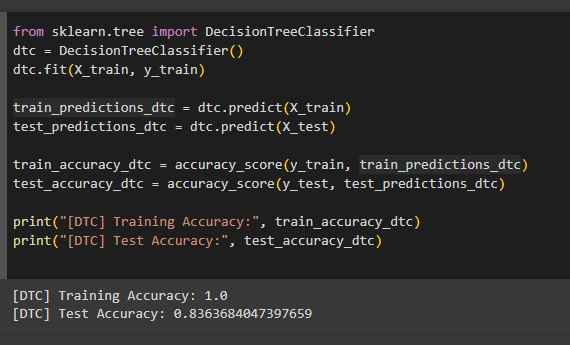 from sklearn.tree import DecisionTreeClassifier
dtc = DecisionTreeClassifier()
dtc.fit(X_train, y_train)
train_predictions_dtc = dtc.predict(X_train)
test_predictions_dtc = dtc.predict(X_test)
train_accuracy_dtc = accuracy_score(y_train, train_predictions_dtc)
test_accuracy_dtc = accuracy_score(y_test, test_predictions_dtc)
print("[DTC] Training Accuracy:", train_accuracy_dtc)
print("[DTC] Test Accuracy:", test_accuracy_dtc)
[DTC] Training Accuracy: 1.0
[DTC] Test Accuracy: 0.8363684047397659